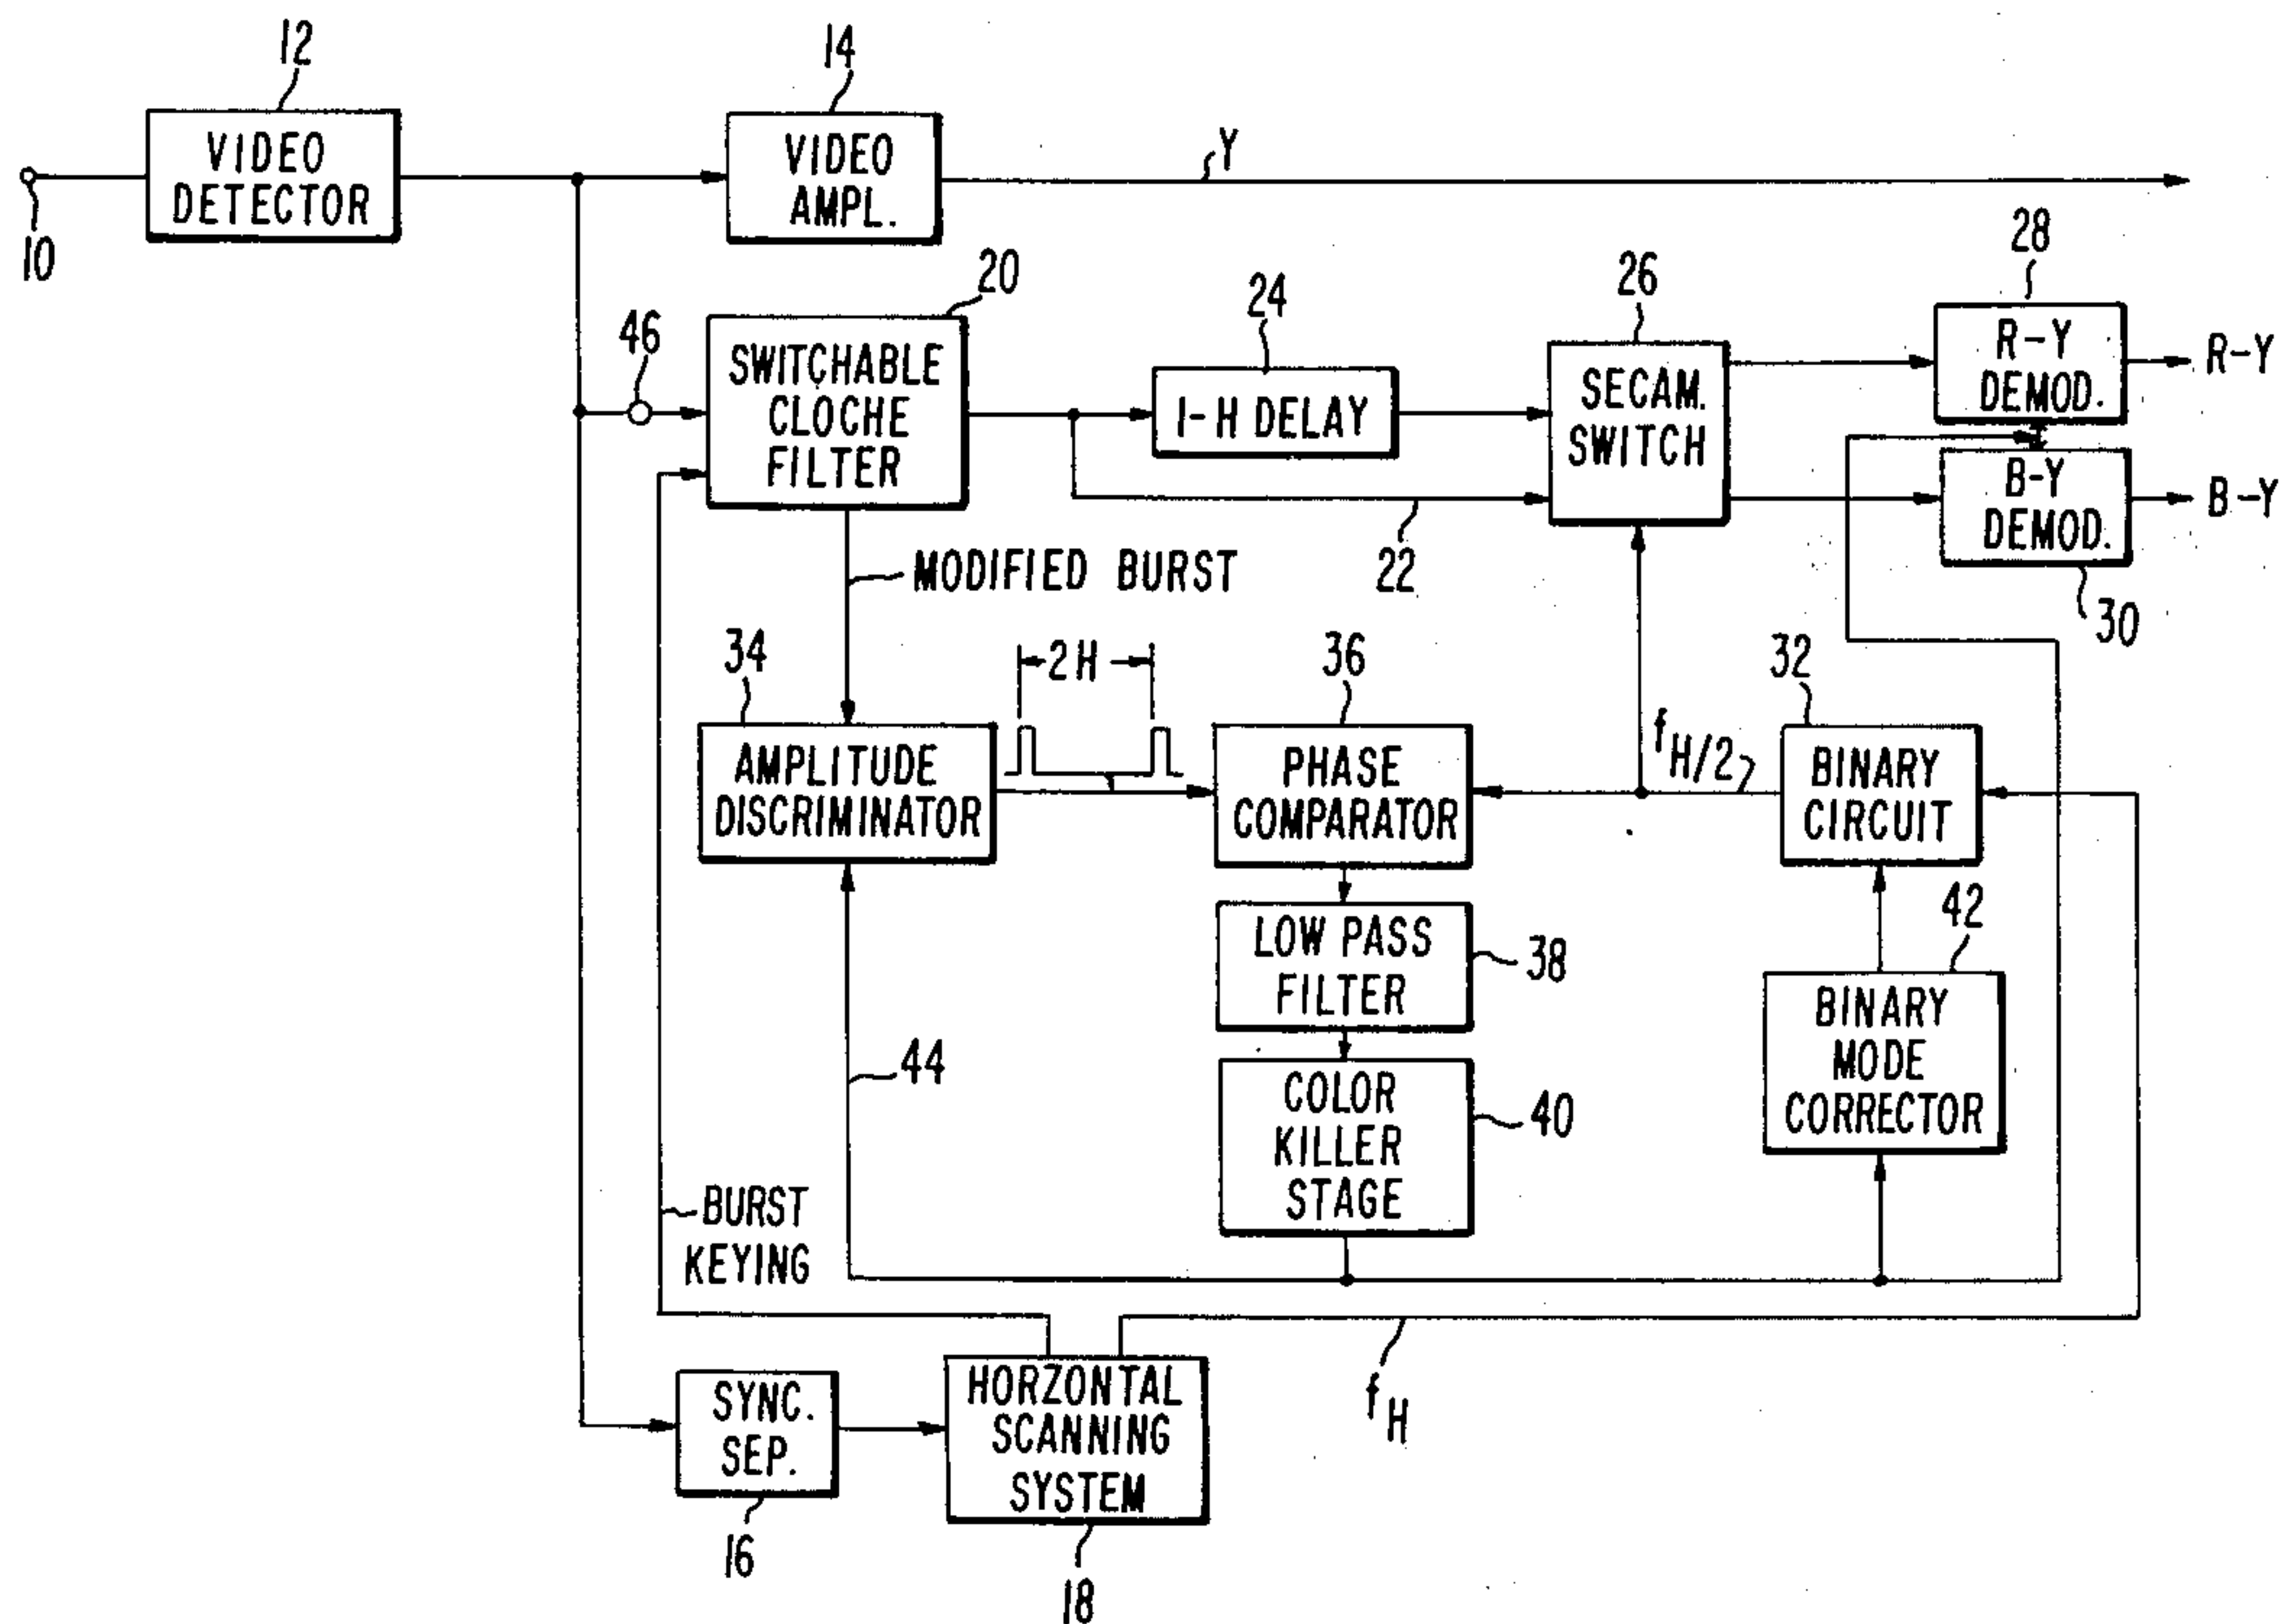 12
VIDEO
DETECTOR
10
14
VIDEO
AMPL.
Y
46
20
SWITCHABLE
CLOCHE
FILTER
24
1-H DELAY
22
26
SECAM.
SWITCH
28
R-Y
DEMOD.
R-Y
B-Y
DEMOD.
B-Y
30
MODIFIED BURST
34
AMPLITUDE
DISCRIMINATOR
2H
36
PHASE
COMPARATOR
fH/2
32
BINARY
CIRCUIT
LOW PASS
FILTER
38
42
BINARY
MODE
CORRECTOR
44
COLOR
KILLER
STAGE
40
BURST
KEYING
SYNC.
SEP.
16
HORZONTAL
SCANNING
SYSTEM
18
fH